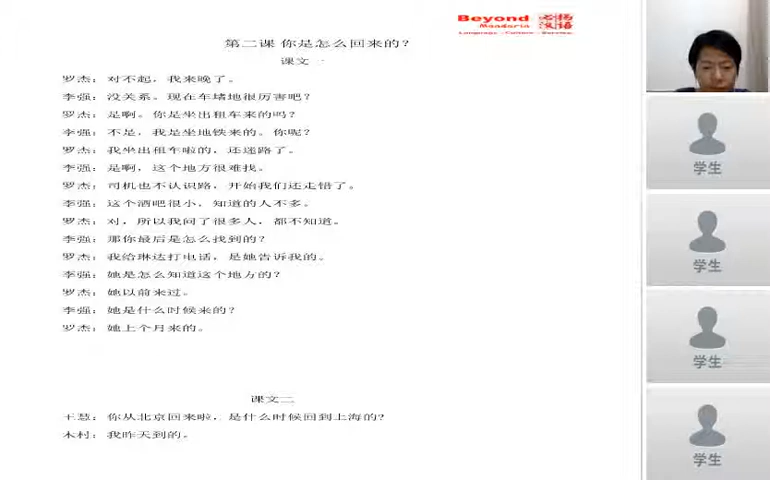 Beyond 必扬
Mandarin 汉语
Language · Culture · Service
第二课 你是怎么回来的？
课文一
罗杰：对不起，我来晚了。
李强：没关系。现在车堵地很厉害吧？
罗杰：是啊。你是坐出租车来的吗？
李强：不是，我是坐地铁来的。你呢？
罗杰：我坐出租车啦的，还迷路了。
李强：是啊，这个地方很难找。
罗杰：司机也不认识路，开始我们还走错了。
李强：这个酒吧很小，知道的人不多。
罗杰：对，所以我问了很多人，都不知道。
李强：那你最后是怎么找到的？
罗杰：我给琳达打电话，是她告诉我的。
李强：她是怎么知道这个地方的？
罗杰：她以前来过。
李强：她是什么时候来的？
罗杰：她上个月来的。
课文二
王慧：你从北京回来啦，是什么时候回到上海的？
木村：我昨天到的。
学生
学生
学生
学生